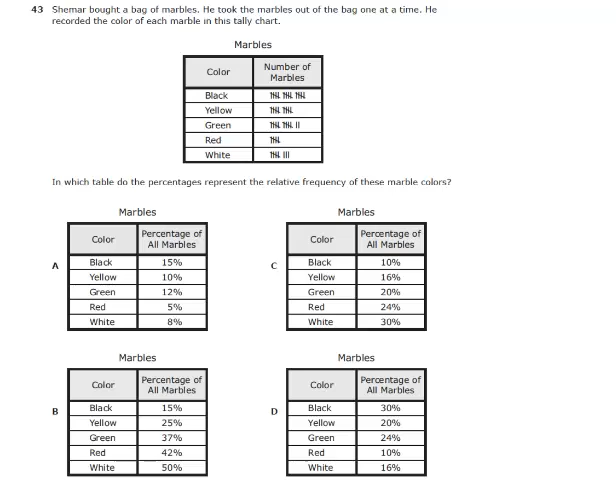 43 Shemar bought a bag of marbles. He took the marbles out of the bag one at a time. He
recorded the color of each marble in this tally chart.
Marbles
Color Number of Marbles
Black
Yellow
Green
Red
White
In which table do the percentages represent the relative frequency of these marble colors?
A
Marbles
Color Percentage of All Marbles
Black 15%
Yellow 10%
Green 12%
Red 5%
White 8%
B
Marbles
Color Percentage of All Marbles
Black 15%
Yellow 25%
Green 37%
Red 42%
White 50%
C
Marbles
Color Percentage of All Marbles
Black 10%
Yellow 16%
Green 20%
Red 24%
White 30%
D
Marbles
Color Percentage of All Marbles
Black 30%
Yellow 20%
Green 24%
Red 10%
White 16%